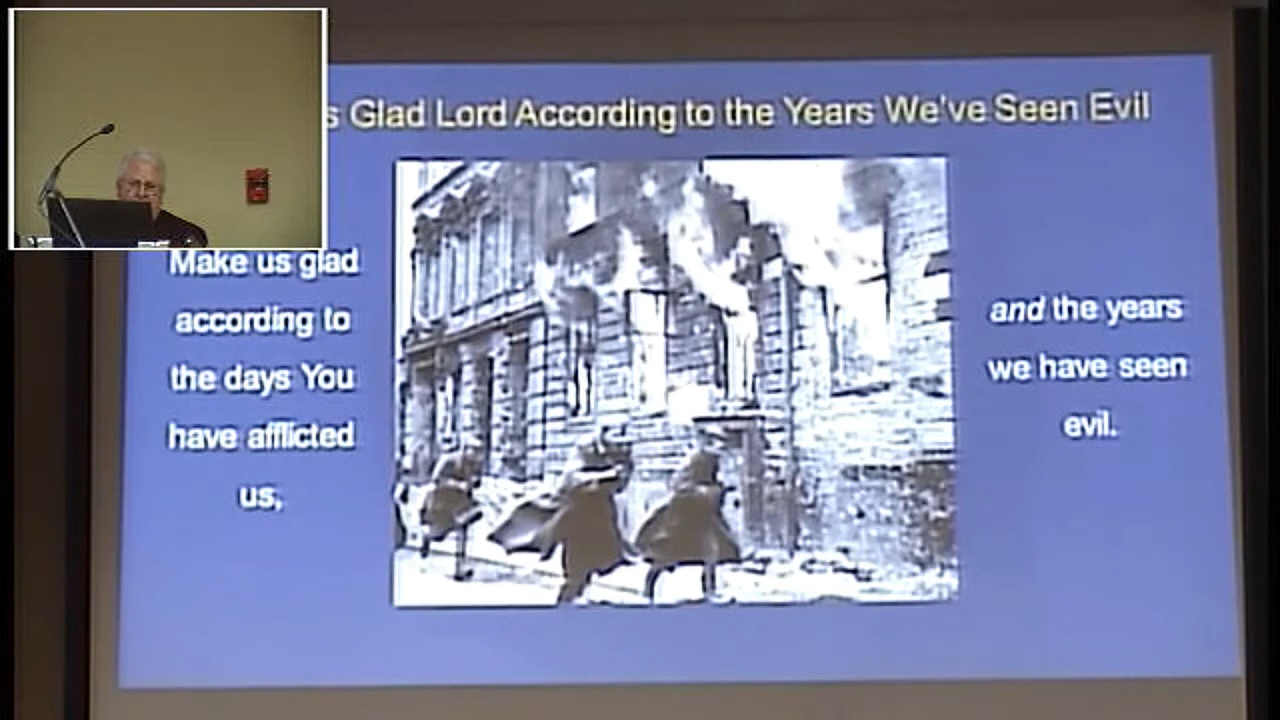 s Glad Lord According to the Years We've Seen Evil
Make us glad
according to
the days You
have afflicted
us,
and the years
we have seen
evil.